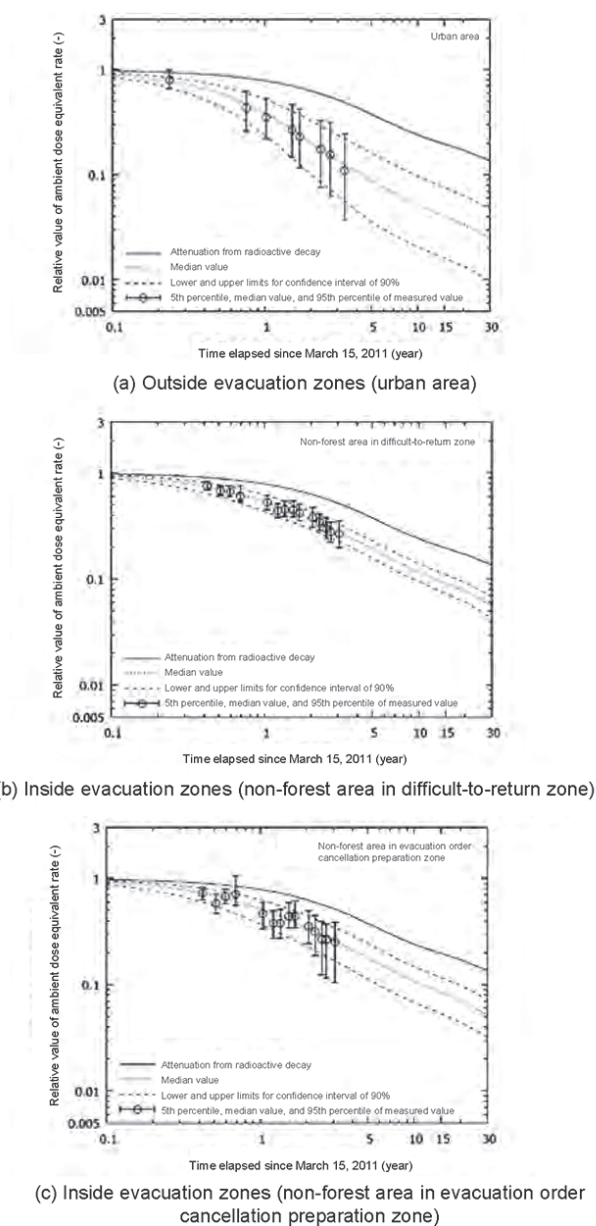 3
Urban area
1
Relative value of ambient dose equivalent rate (-)
0.1
Attenuation from radioactive decay
Median value
0.01
Lower and upper limits for confidence interval of 90%
5th percentile, median value, and 95th percentile of measured value
0.005
0.1 1 5 10 15 30
Time elapsed since March 15, 2011 (year)
(a) Outside evacuation zones (urban area)
3
Non-forest area in difficult-to-return zone
1
Relative value of ambient dose equivalent rate (-)
0.1
Attenuation from radioactive decay
Median value
0.01
Lower and upper limits for confidence interval of 90%
5th percentile, median value, and 95th percentile of measured value
0.005
0.1 1 5 10 15 30
Time elapsed since March 15, 2011 (year)
b) Inside evacuation zones (non-forest area in difficult-to-return zone)
3
Non-forest area in evacuation order
cancellation preparation zone
1
Relative value of ambient dose equivalent rate (-)
0.1
Attenuation from radioactive decay
Median value
0.01
Lower and upper limits for confidence interval of 90%
5th percentile, median value, and 95th percentile of measured value
0.005
0.1 1 5 10 15 30
Time elapsed since March 15, 2011 (year)
(c) Inside evacuation zones (non-forest area in evacuation order
cancellation preparation zone)